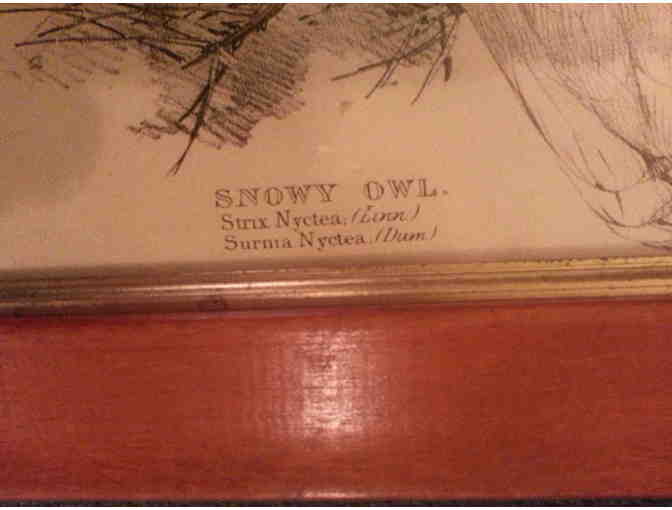 SNOWY OWL.
Strix Nyctea, (Linn)
Surnia Nyctea, (Dum)